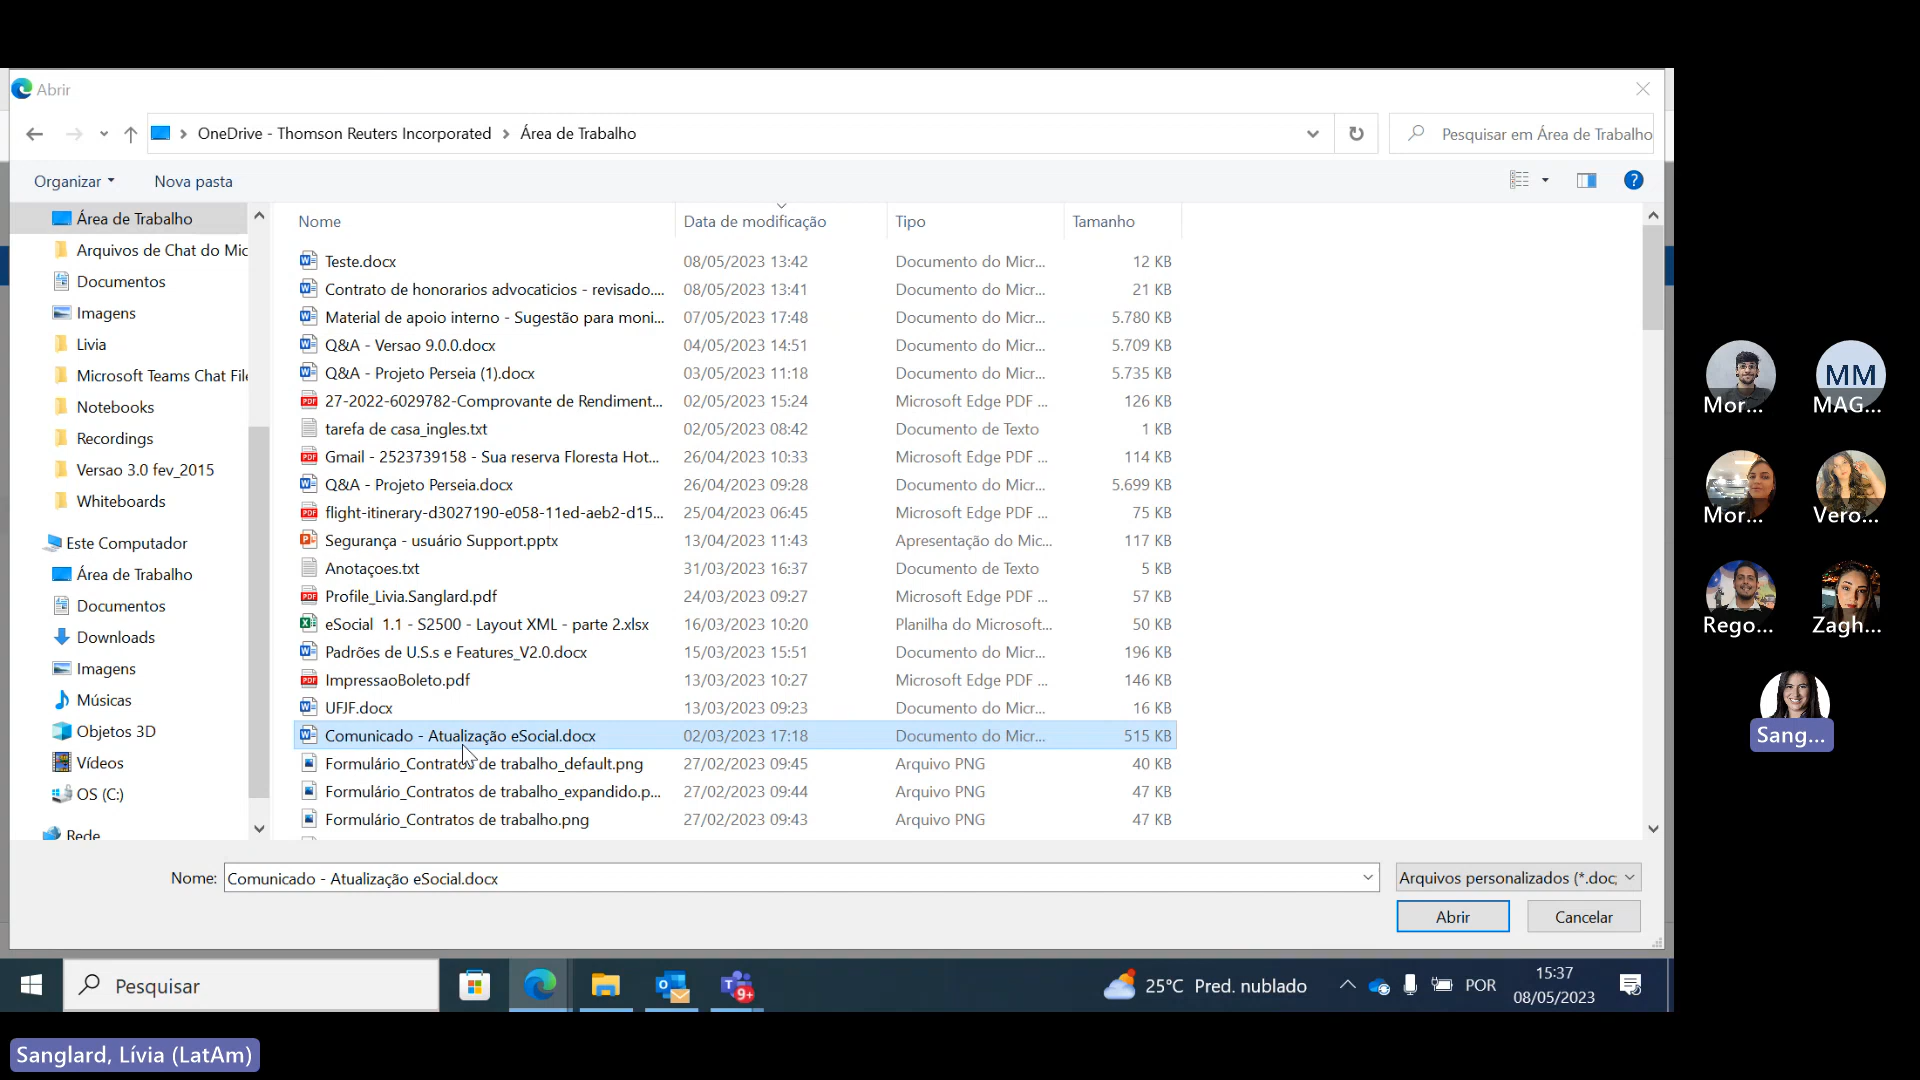 Abrir
OneDrive - Thomson Reuters Incorporated > Área de Trabalho
Pesquisar em Área de Trabalho
Organizar
Nova pasta
Área de Trabalho
Arquivos de Chat do Mic
Documentos
Imagens
Livia
Microsoft Teams Chat File
Notebooks
Recordings
Versao 3.0 fev_2015
Whiteboards
Este Computador
Área de Trabalho
Documentos
Downloads
Imagens
Músicas
Objetos 3D
Vídeos
OS (C:)
Rede
Nome Data de modificação Tipo Tamanho
Teste.docx 08/05/2023 13:42 Documento do Micr... 12 KB
Contrato de honorarios advocaticios - revisado.... 08/05/2023 13:41 Documento do Micr... 21 KB
Material de apoio interno - Sugestão para moni... 07/05/2023 17:48 Documento do Micr... 5.780 KB
Q&A - Versao 9.0.0.docx 04/05/2023 14:51 Documento do Micr... 5.709 KB
Q&A - Projeto Perseia (1).docx 03/05/2023 11:18 Documento do Micr... 5.735 KB
27-2022-6029782-Comprovante de Rendiment... 02/05/2023 15:24 Microsoft Edge PDF ... 126 KB
tarefa de casa_ingles.txt 02/05/2023 08:42 Documento de Texto 1 KB
Gmail - 2523739158 - Sua reserva Floresta Hot... 26/04/2023 10:33 Microsoft Edge PDF ... 114 KB
Q&A - Projeto Perseia.docx 26/04/2023 09:28 Documento do Micr... 5.699 KB
flight-itinerary-d3027190-e058-11ed-aeb2-d15... 25/04/2023 06:45 Microsoft Edge PDF ... 75 KB
Segurança - usuário Support.pptx 13/04/2023 11:43 Apresentação do Mic... 117 KB
Anotaçoes.txt 31/03/2023 16:37 Documento de Texto 5 KB
Profile_Livia.Sanglard.pdf 24/03/2023 09:27 Microsoft Edge PDF ... 57 KB
eSocial 1.1 - S2500 - Layout XML - parte 2.xlsx 16/03/2023 10:20 Planilha do Microsoft... 50 KB
Padrões de U.S.s e Features_V2.0.docx 15/03/2023 15:51 Documento do Micr... 196 KB
ImpressaoBoleto.pdf 13/03/2023 10:27 Microsoft Edge PDF ... 146 KB
UFJF.docx 13/03/2023 09:23 Documento do Micr... 16 KB
Comunicado - Atualização eSocial.docx 02/03/2023 17:18 Documento do Micr... 515 KB
Formulário_Contratos de trabalho_default.png 27/02/2023 09:45 Arquivo PNG 40 KB
Formulário_Contratos de trabalho_expandido.p... 27/02/2023 09:44 Arquivo PNG 47 KB
Formulário_Contratos de trabalho.png 27/02/2023 09:43 Arquivo PNG 47 KB
Nome: Comunicado - Atualização eSocial.docx
Arquivos personalizados (*.doc;
Abrir
Cancelar
Pesquisar
9+
25°C Pred. nublado
POR
15:37
08/05/2023
MM
Mor... MAG...
Mor... Vero...
Rego... Zagh...
Sang...
Sanglard, Lívia (LatAm)